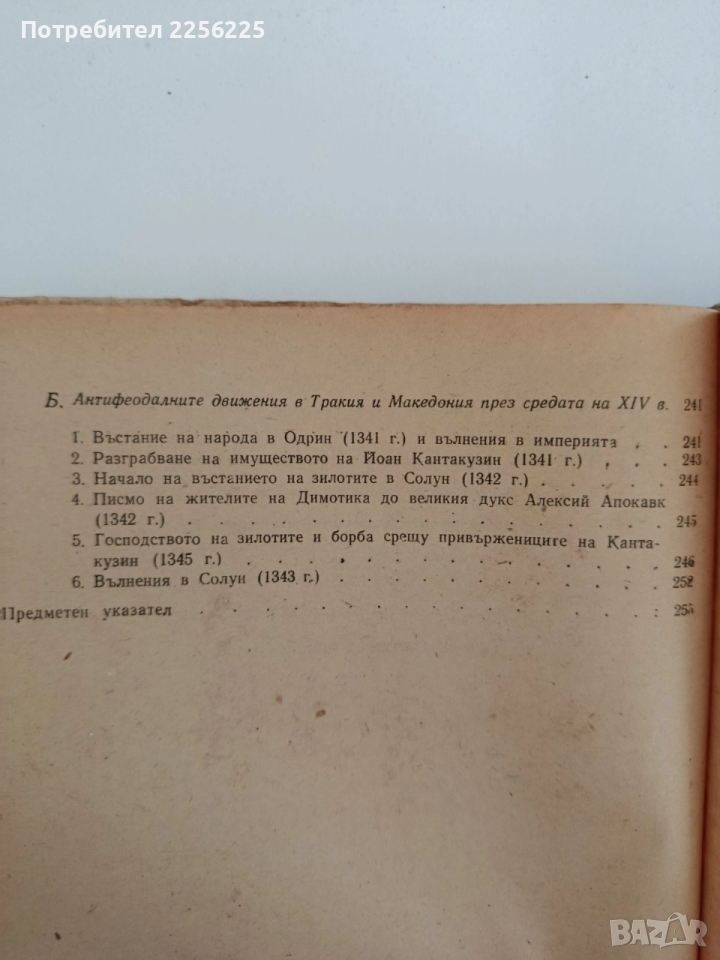 Потребител 2256225
Б. Антифеодалните движения в Тракия и Македония през средата на XIV в. 241
1. Въстание на народа в Одрин (1341 г.) и вълнения в империята . . 241
2. Разграбване на имуществото на Йоан Кантакузин (1341 г.) . . . 243
3. Начало на въстанието на зилотите в Солун (1342 г.) . . . . . . 244
4. Писмо на жителите на Димотика до великия дукс Алексий Апокавк
(1342 г.) . . . . . . . . . . . . . . . 245
5. Господството на зилотите и борба срещу привържениците на Канта-
кузин (1345 г.) . . . . . . . . . . . . 246
6. Вълнения в Солун (1343 г.) . . . . . . . . . . 252
Предметен указател . . . . . . . . . . . . . 255
BAZAR